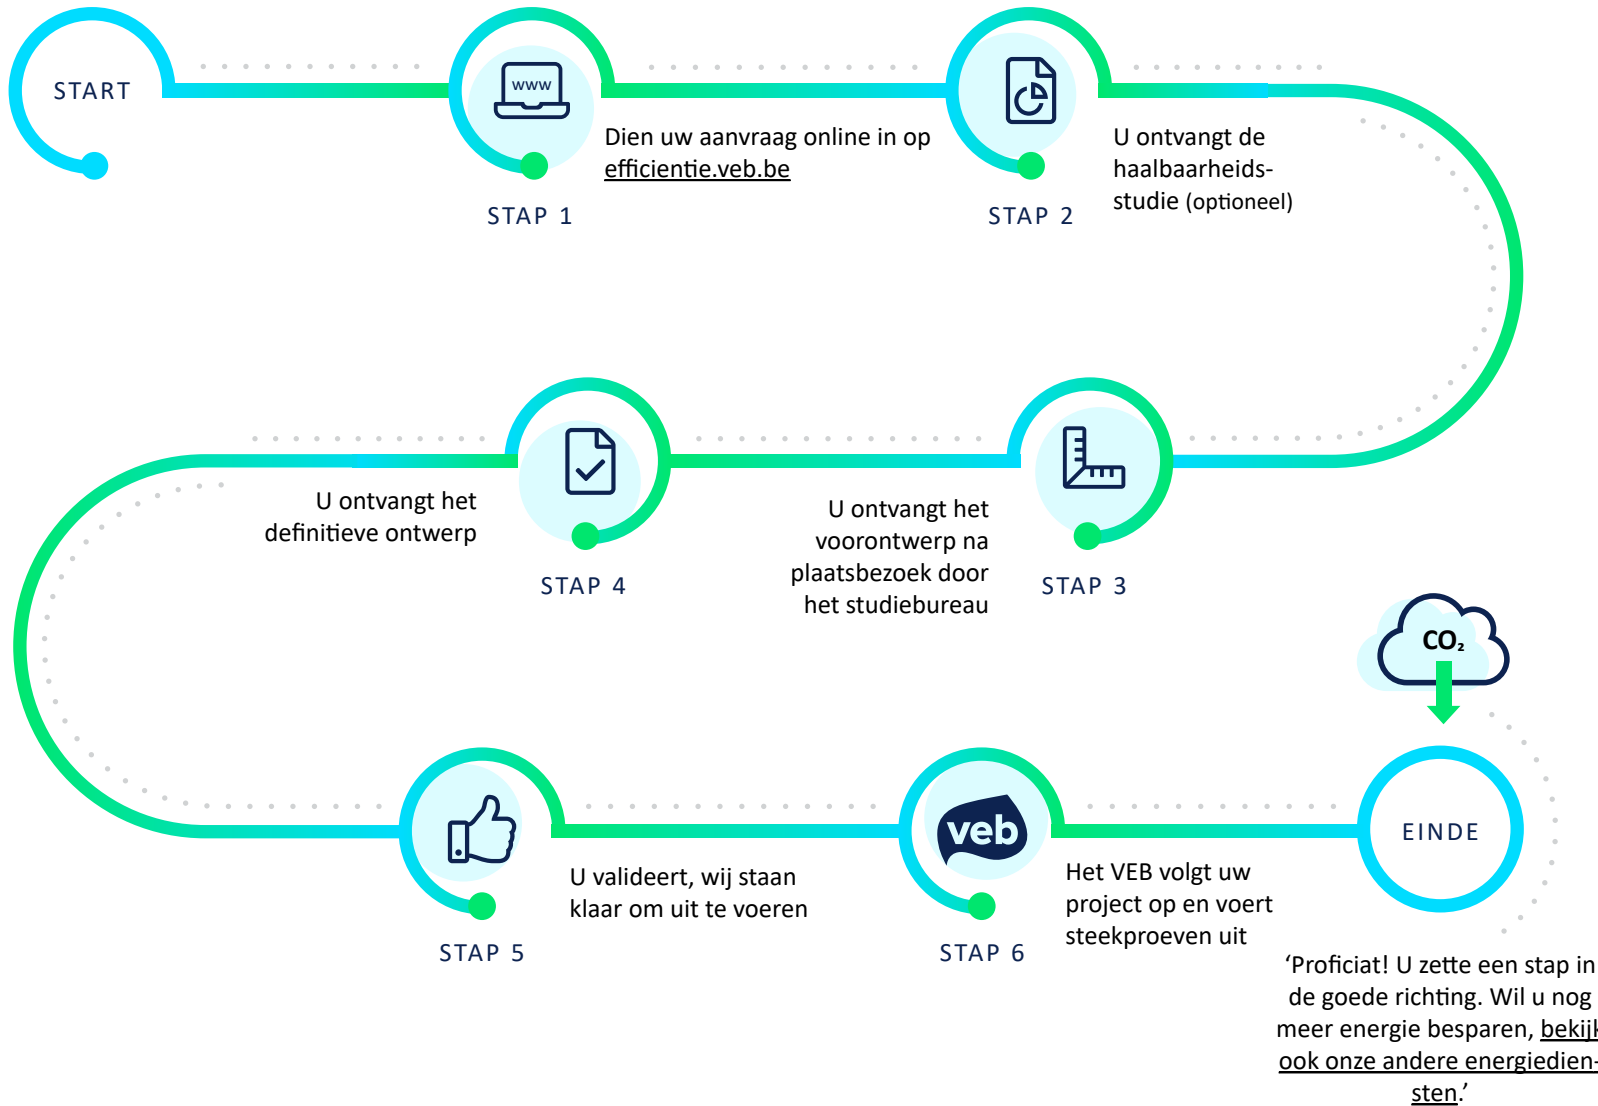 START
www
Dien uw aanvraag online in op
efficientie.veb.be
STAP 1
U ontvangt de
haalbaarheids-
studie (optioneel)
STAP 2
U ontvangt het
voorontwerp na
plaatsbezoek door
het studiebureau
STAP 3
U ontvangt het
definitieve ontwerp
STAP 4
U valideert, wij staan
klaar om uit te voeren
STAP 5
veb
Het VEB volgt uw
project op en voert
steekproeven uit
STAP 6
CO₂
EINDE
‘Proficiat! U zette een stap in
de goede richting. Wil u nog
meer energie besparen, bekijk
ook onze andere energiedien-
sten.’